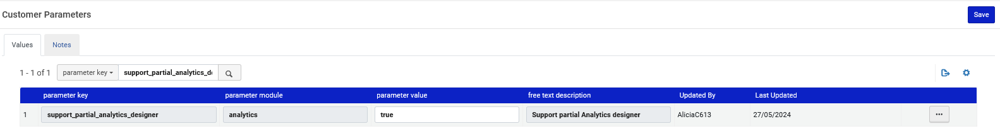 Customer Parameters
Save
Values
Notes
1 - 1 of 1
parameter key
support_partial_analytics_d
parameter key parameter module parameter value free text description Updated By Last Updated
1 support_partial_analytics_designer analytics true Support partial Analytics designer AliciaC613 27/05/2024